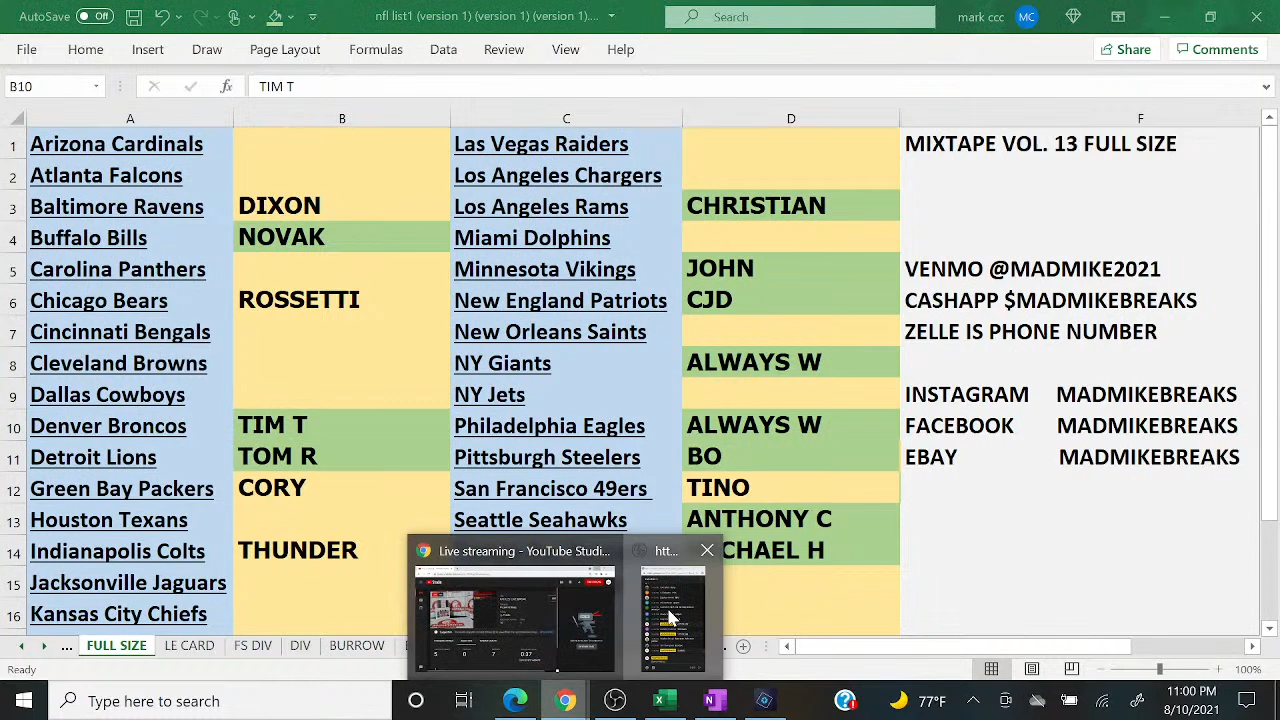 AutoSave Off nfl list1 (version 1) (version 1) (version 1)... Search mark ccc MC
File Home Insert Draw Page Layout Formulas Data Review View Help Share Comments
B10 fx TIM T
A B C D F
1 Arizona Cardinals Las Vegas Raiders MIXTAPE VOL. 13 FULL SIZE
2 Atlanta Falcons Los Angeles Chargers
3 Baltimore Ravens DIXON Los Angeles Rams CHRISTIAN
4 Buffalo Bills NOVAK Miami Dolphins
5 Carolina Panthers Minnesota Vikings JOHN VENMO @MADMIKE2021
6 Chicago Bears ROSSETTI New England Patriots CJD CASHAPP $MADMIKEBREAKS
7 Cincinnati Bengals New Orleans Saints ZELLE IS PHONE NUMBER
8 Cleveland Browns NY Giants ALWAYS W
9 Dallas Cowboys NY Jets INSTAGRAM MADMIKEBREAKS
10 Denver Broncos TIM T Philadelphia Eagles ALWAYS W FACEBOOK MADMIKEBREAKS
11 Detroit Lions TOM R Pittsburgh Steelers BO EBAY MADMIKEBREAKS
12 Green Bay Packers CORY San Francisco 49ers TINO
13 Houston Texans Seattle Seahawks ANTHONY C
14 Indianapolis Colts THUNDER Live streaming - YouTube Studi... htt... CHAEL H
15 Jacksonville Jaguars
16 Kansas City Chiefs
... FULL SIZE LE CARD S DIV DIV BURROW ...
Read 100%
Type here to search 77°F 11:00 PM
8/10/2021